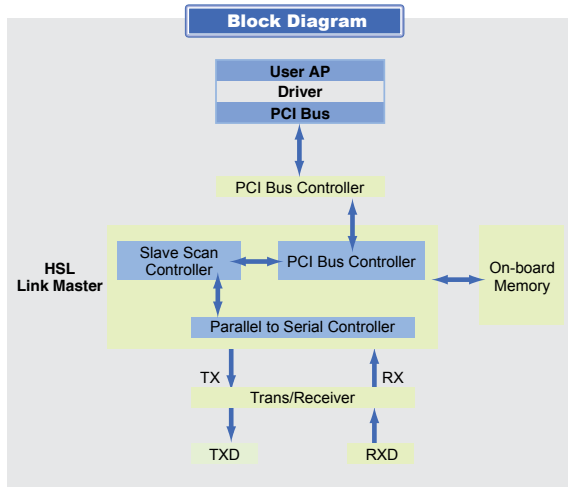 Block Diagram
User AP
Driver
PCI Bus
PCI Bus Controller
HSL
Link Master
Slave Scan
Controller
PCI Bus Controller
On-board
Memory
Parallel to Serial Controller
TX
RX
Trans/Receiver
TXD
RXD